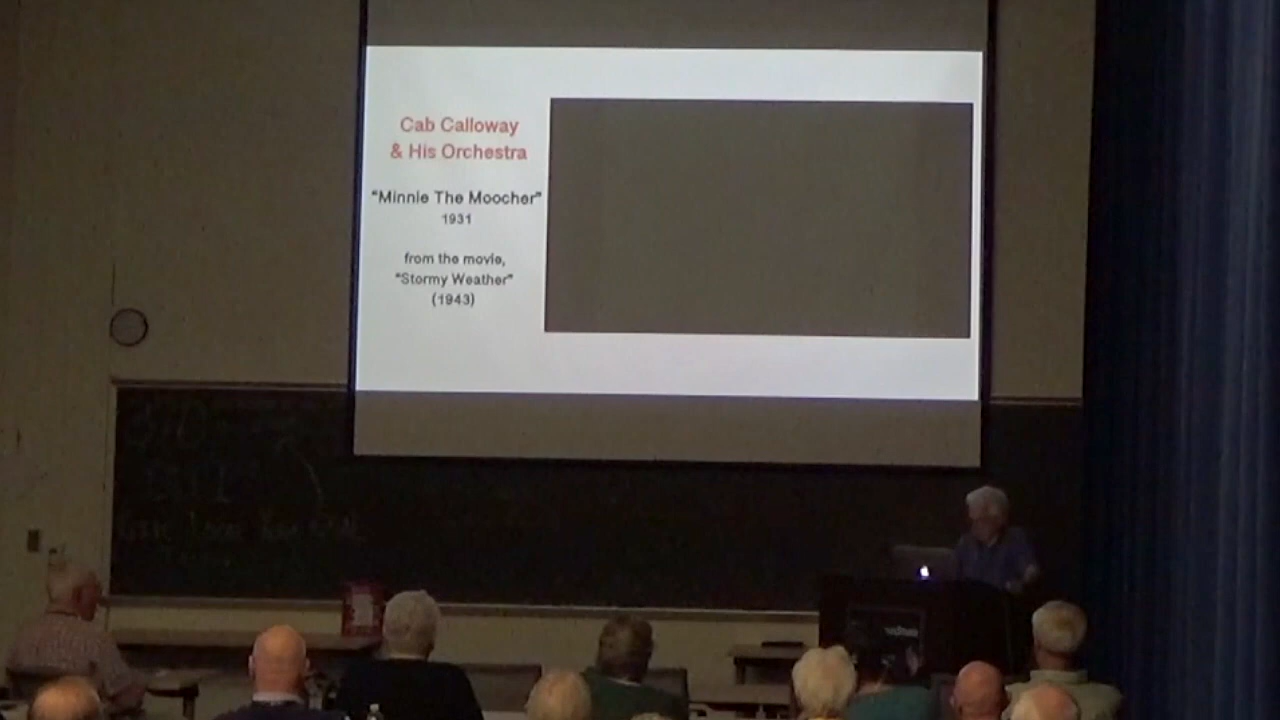 Cab Calloway
& His Orchestra
“Minnie The Moocher”
1931
from the movie,
“Stormy Weather”
(1943)